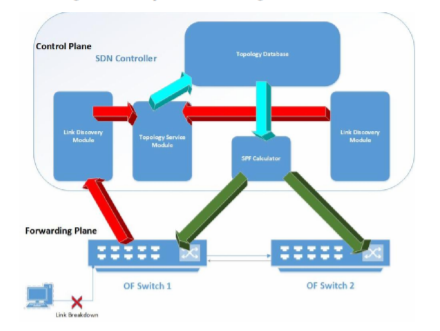 Control Plane
SDN Controller
Topology Database
Link Discovery
Module
Topology Service
Module
SPF Calculator
Link Discovery
Module
Forwarding Plane
OF Switch 1
OF Switch 2
Link Breakdown